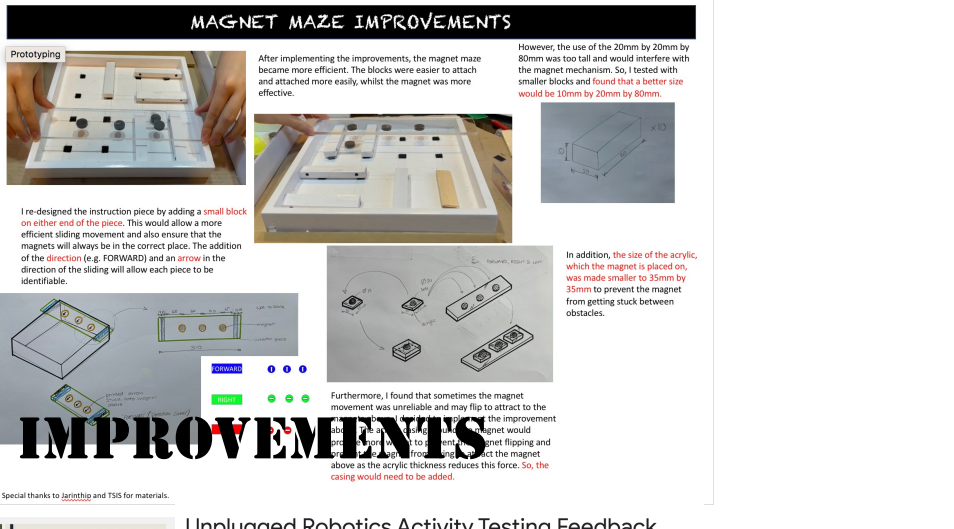 MAGNET MAZE IMPROVEMENTS
Prototyping
After implementing the improvements, the magnet maze
became more efficient. The blocks were easier to attach
and attached more easily, whilst the magnet was more
effective.
However, the use of the 20mm by 20mm by
80mm was too tall and would interfere with
the magnet mechanism. So, I tested with
smaller blocks and found that a better size
would be 10mm by 20mm by 80mm.
I re-designed the instruction piece by adding a small block
on either end of the piece. This would allow a more
efficient sliding movement and also ensure that the
magnets will always be in the correct place. The addition
of the direction (e.g. FORWARD) and an arrow in the
direction of the sliding will allow each piece to be
identifiable.
In addition, the size of the acrylic,
which the magnet is placed on,
was made smaller to 35mm by
35mm to prevent the magnet
from getting stuck between
obstacles.
FORWARD
RIGHT
Furthermore, I found that sometimes the magnet
movement was unreliable and may flip to attract to the
the improvement
magnet would
magnet flipping and
attract the magnet
above as the acrylic thickness reduces this force. So, the
casing would need to be added.
IMPROVEMENTS
Special thanks to Jarinthip and TSIS for materials.
Unplugged Robotics Activity Testing Feedback